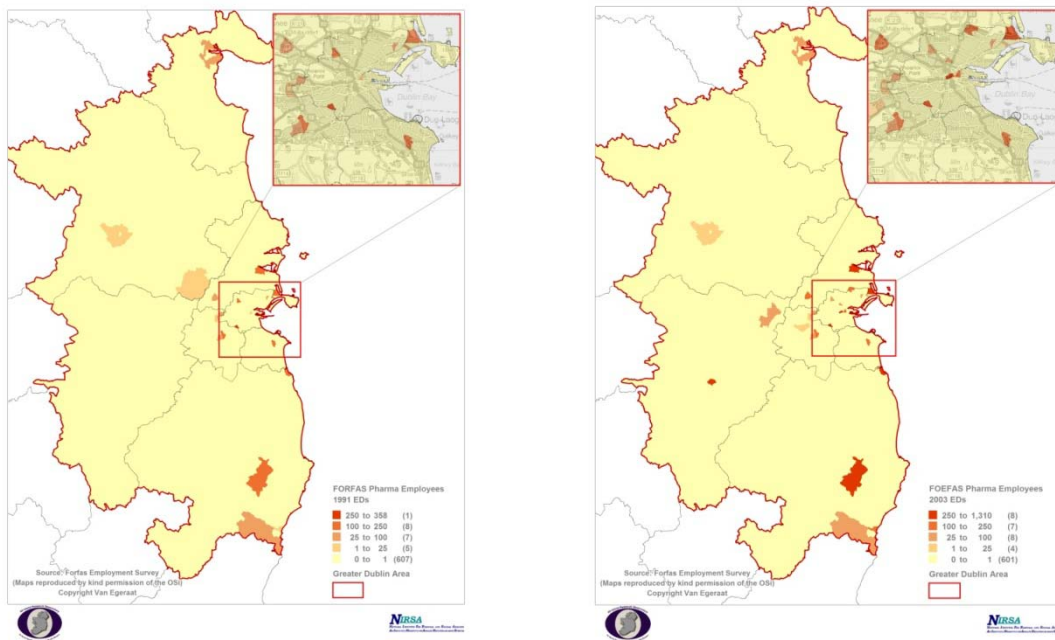 Dublin Bay
FORFAS Pharma Employees
1991 EDs
250 to 358 (1)
100 to 250 (8)
25 to 100 (7)
1 to 25 (5)
0 to 1 (607)
Greater Dublin Area
Source: Forfas Employment Survey
(Maps reproduced by kind permission of the OSi)
Copyright Van Egeraat
NIRSA
Dublin Bay
FOEFAS Pharma Employees
2003 EDs
250 to 1,310 (8)
100 to 250 (7)
25 to 100 (8)
1 to 25 (4)
0 to 1 (601)
Greater Dublin Area
Source: Forfas Employment Survey
(Maps reproduced by kind permission of the OSi)
Copyright Van Egeraat
NIRSA